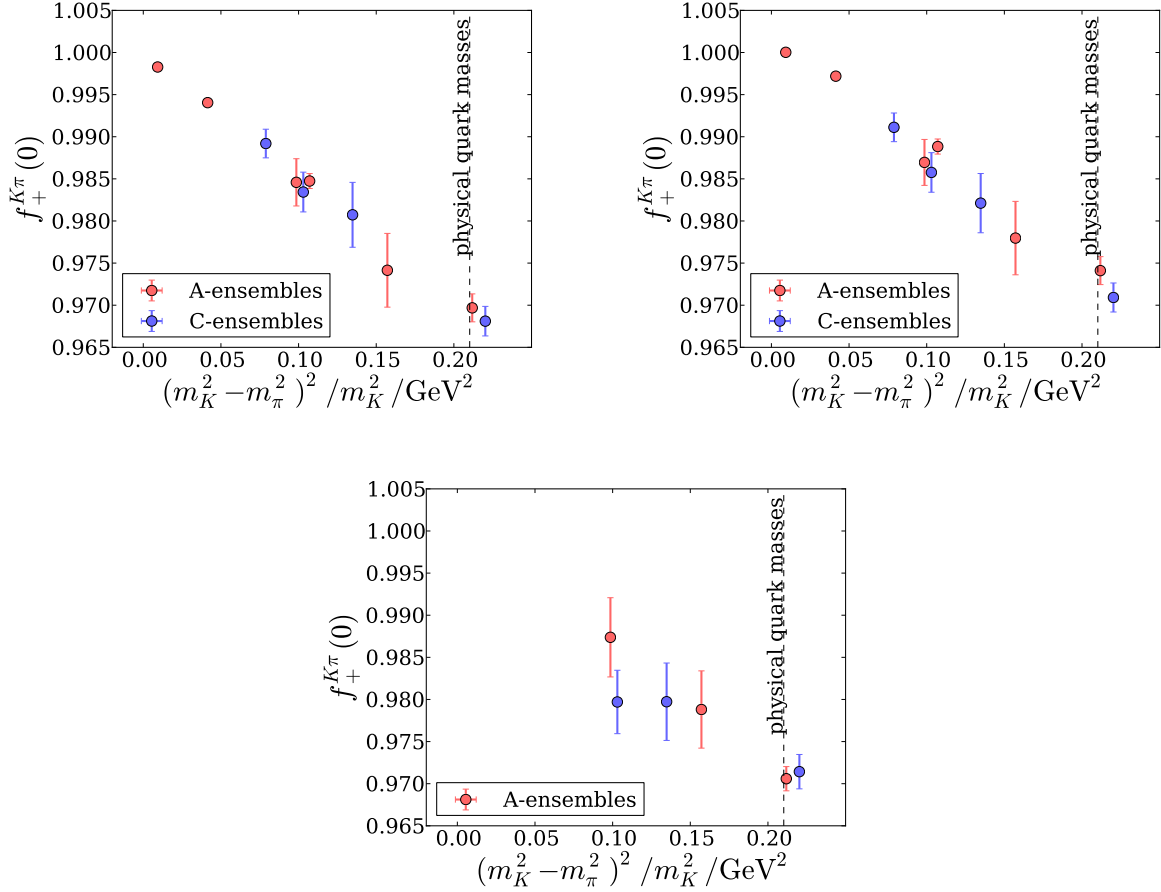 1.005
1.000
0.995
0.990
0.985
0.980
0.975
0.970
0.965
f_+^{Kπ}(0)
physical quark masses
A-ensembles
C-ensembles
0.00 0.05 0.10 0.15 0.20
(m_K^2 − m_π^2)^2 /m_K^2 /GeV^2
1.005
1.000
0.995
0.990
0.985
0.980
0.975
0.970
0.965
f_+^{Kπ}(0)
physical quark masses
A-ensembles
C-ensembles
0.00 0.05 0.10 0.15 0.20
(m_K^2 − m_π^2)^2 /m_K^2 /GeV^2
1.005
1.000
0.995
0.990
0.985
0.980
0.975
0.970
0.965
f_+^{Kπ}(0)
physical quark masses
A-ensembles
0.00 0.05 0.10 0.15 0.20
(m_K^2 − m_π^2)^2 /m_K^2 /GeV^2